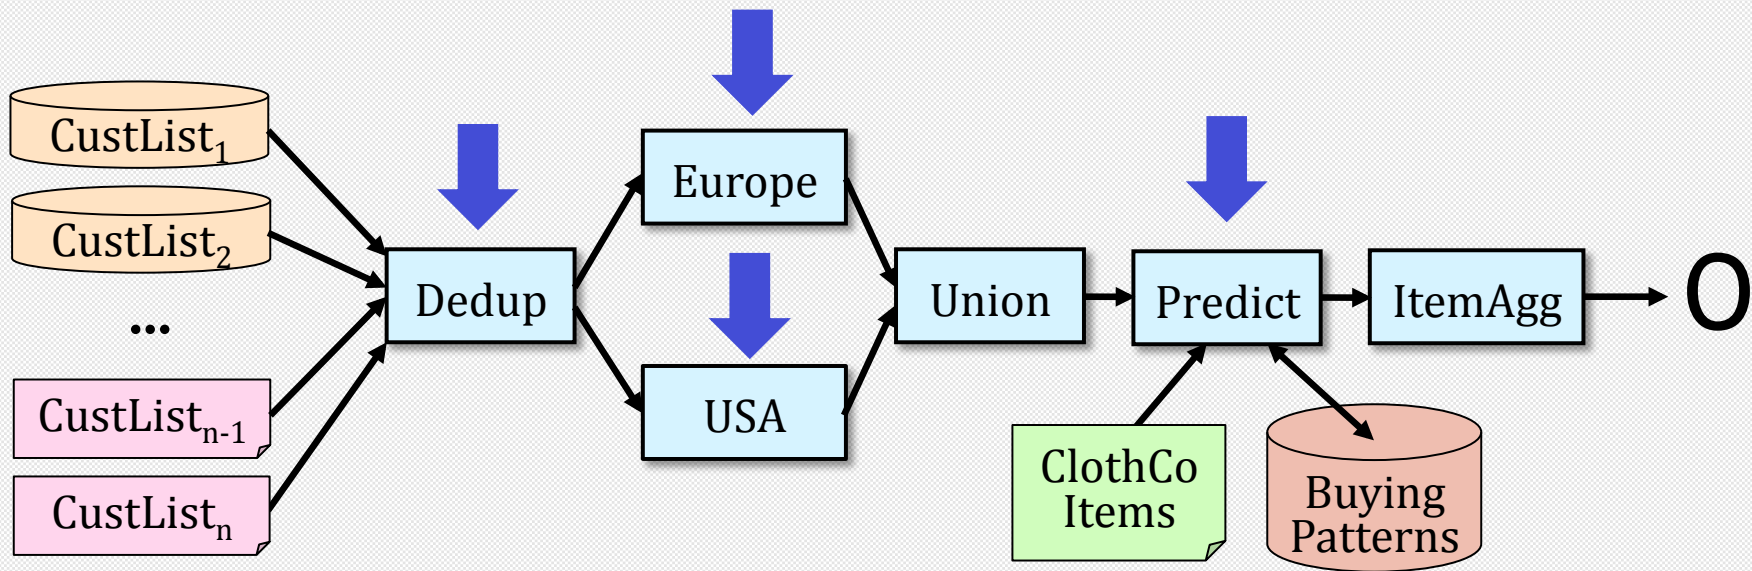 CustList₁
CustList₂
...
CustListₙ₋₁
CustListₙ
Dedup
Europe
USA
Union
Predict
ItemAgg
O
ClothCo
Items
Buying
Patterns